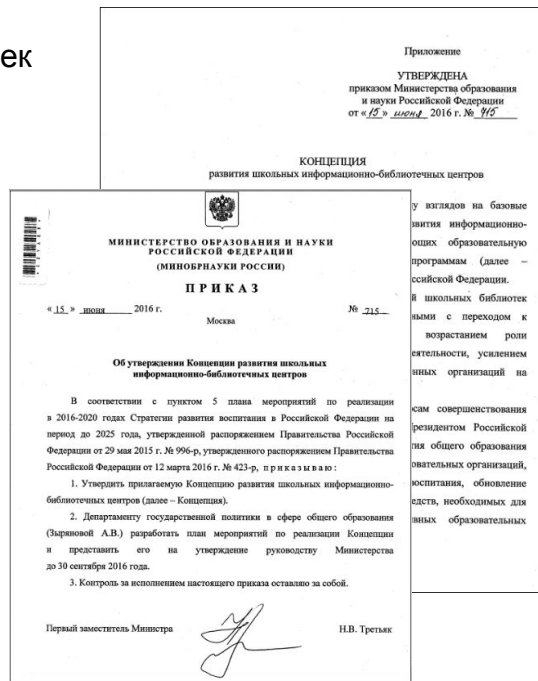 ек
Приложение
УТВЕРЖДЕНА
приказом Министерства образования
и науки Российской Федерации
от «15» июня 2016 г. № 715
КОНЦЕПЦИЯ
развития школьных информационно-библиотечных центров
у взглядов на базовые
звития информационно-
ющих образовательную
программам (далее –
ссийской Федерации.
й школьных библиотек
ными с переходом к
возрастанием роли
еятельности, усилением
нных организаций на
сам совершенствования
резидентом Российской
ия общего образования
овательных организаций,
воспитания, обновление
едств, необходимых для
вных образовательных
МИНИСТЕРСТВО ОБРАЗОВАНИЯ И НАУКИ
РОССИЙСКОЙ ФЕДЕРАЦИИ
(МИНОБРНАУКИ РОССИИ)
ПРИКАЗ
« 15 » июня 2016 г. № 715
Москва
Об утверждении Концепции развития школьных
информационно-библиотечных центров
В соответствии с пунктом 5 плана мероприятий по реализации
в 2016-2020 годах Стратегии развития воспитания в Российской Федерации на
период до 2025 года, утвержденной распоряжением Правительства Российской
Федерации от 29 мая 2015 г. № 996-р, утвержденного распоряжением Правительства
Российской Федерации от 12 марта 2016 г. № 423-р, приказываю:
1. Утвердить прилагаемую Концепцию развития школьных информационно-
библиотечных центров (далее – Концепция).
2. Департаменту государственной политики в сфере общего образования
(Зыряновой А.В.) разработать план мероприятий по реализации Концепции
и представить его на утверждение руководству Министерства
до 30 сентября 2016 года.
3. Контроль за исполнением настоящего приказа оставляю за собой.
Первый заместитель Министра Н.В. Третьяк